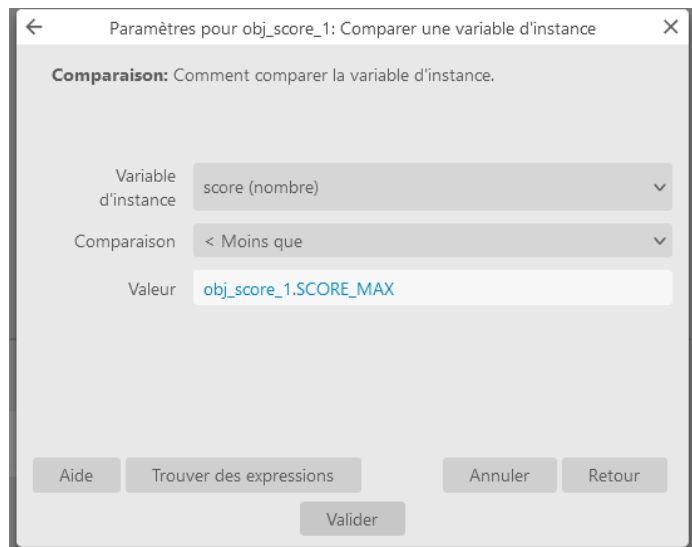 Paramètres pour obj_score_1: Comparer une variable d'instance
Comparaison: Comment comparer la variable d'instance.
Variable
d'instance
score (nombre)
Comparaison
< Moins que
Valeur
obj_score_1.SCORE_MAX
Aide
Trouver des expressions
Annuler
Retour
Valider